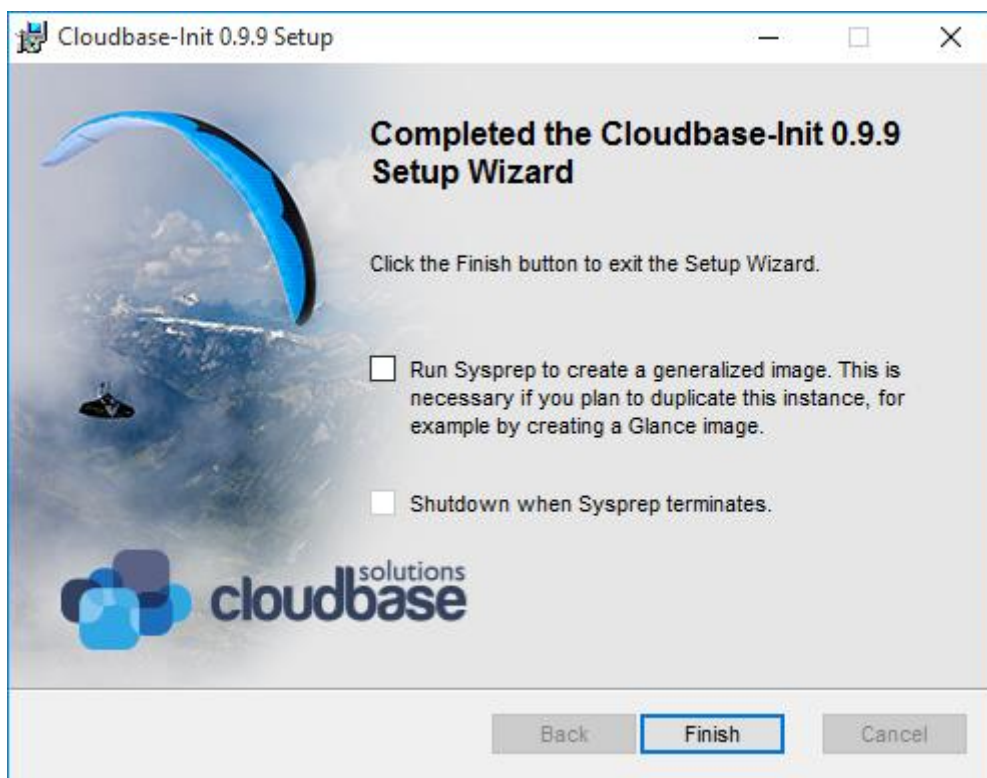 Cloudbase-Init 0.9.9 Setup
Completed the Cloudbase-Init 0.9.9
Setup Wizard
Click the Finish button to exit the Setup Wizard.
Run Sysprep to create a generalized image. This is
necessary if you plan to duplicate this instance, for
example by creating a Glance image.
Shutdown when Sysprep terminates.
solutions
cloudbase
Back
Finish
Cancel